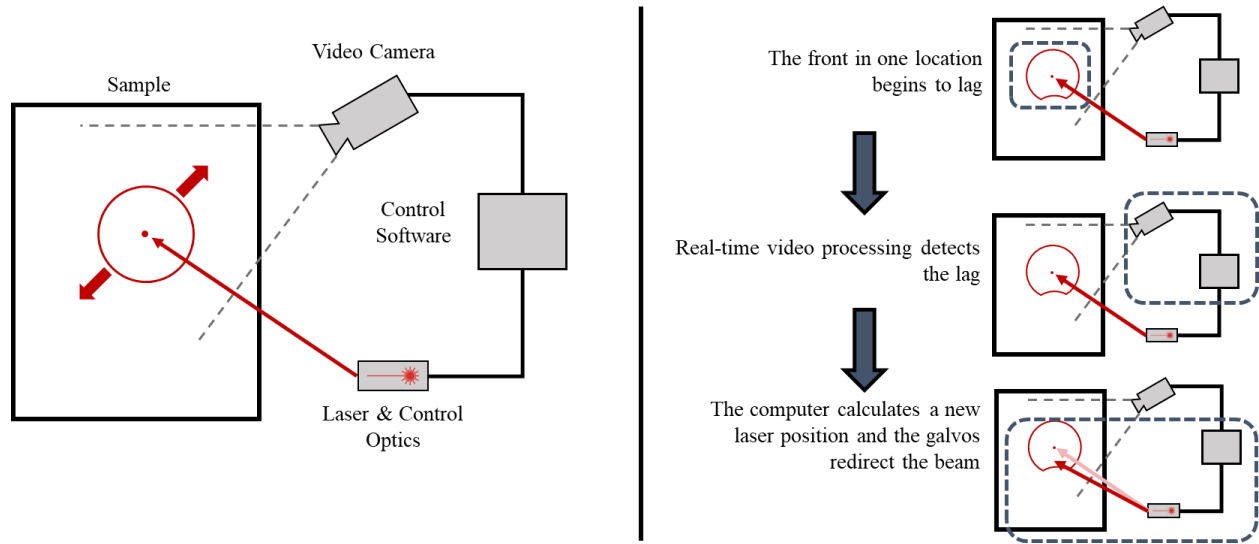 Video Camera
Sample
Control
Software
Laser & Control
Optics
The front in one location
begins to lag
Real-time video processing detects
the lag
The computer calculates a new
laser position and the galvos
redirect the beam